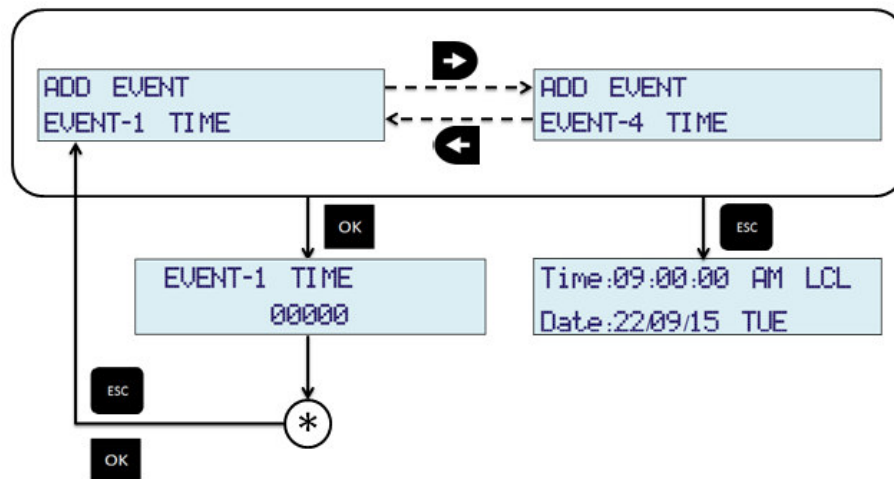 ADD EVENT
EVENT-1 TIME
ADD EVENT
EVENT-4 TIME
OK
ESC
EVENT-1 TIME
00000
Time:09:00:00 AM LCL
Date:22/09/15 TUE
ESC
*
OK